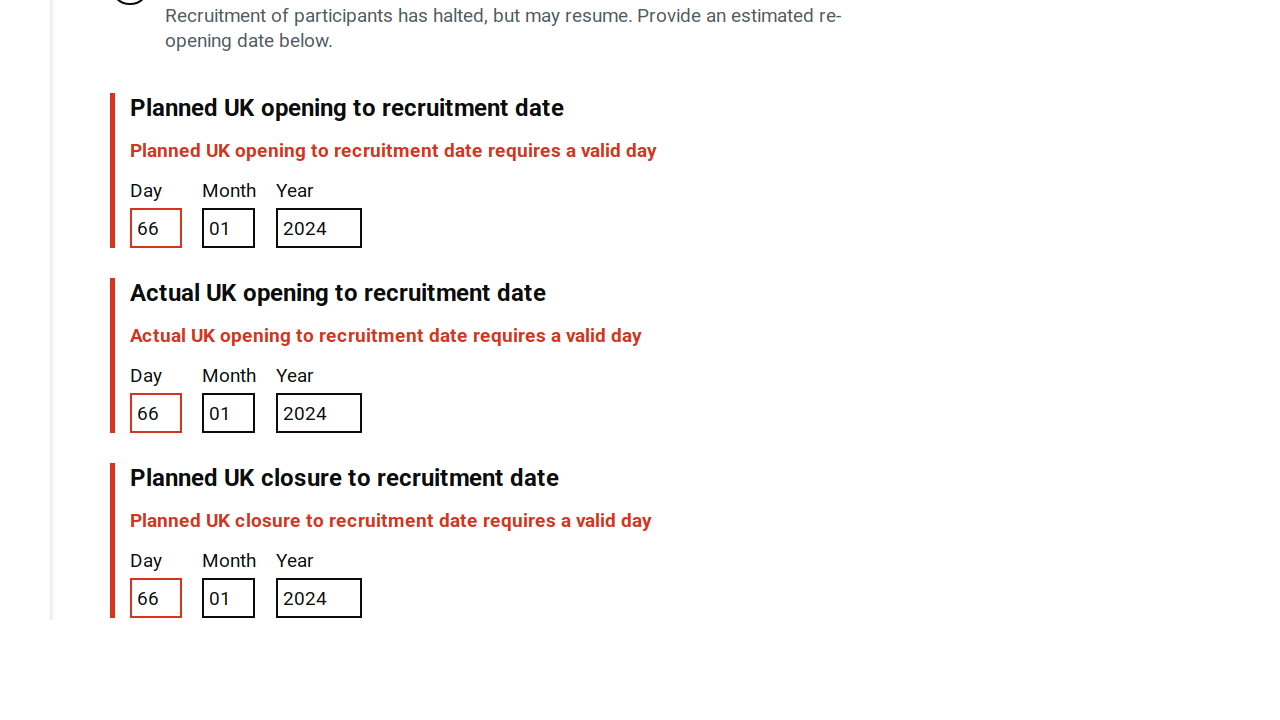 Recruitment of participants has halted, but may resume. Provide an estimated re-
opening date below.
Planned UK opening to recruitment date
Planned UK opening to recruitment date requires a valid day
Day Month Year
66 01 2024
Actual UK opening to recruitment date
Actual UK opening to recruitment date requires a valid day
Day Month Year
66 01 2024
Planned UK closure to recruitment date
Planned UK closure to recruitment date requires a valid day
Day Month Year
66 01 2024